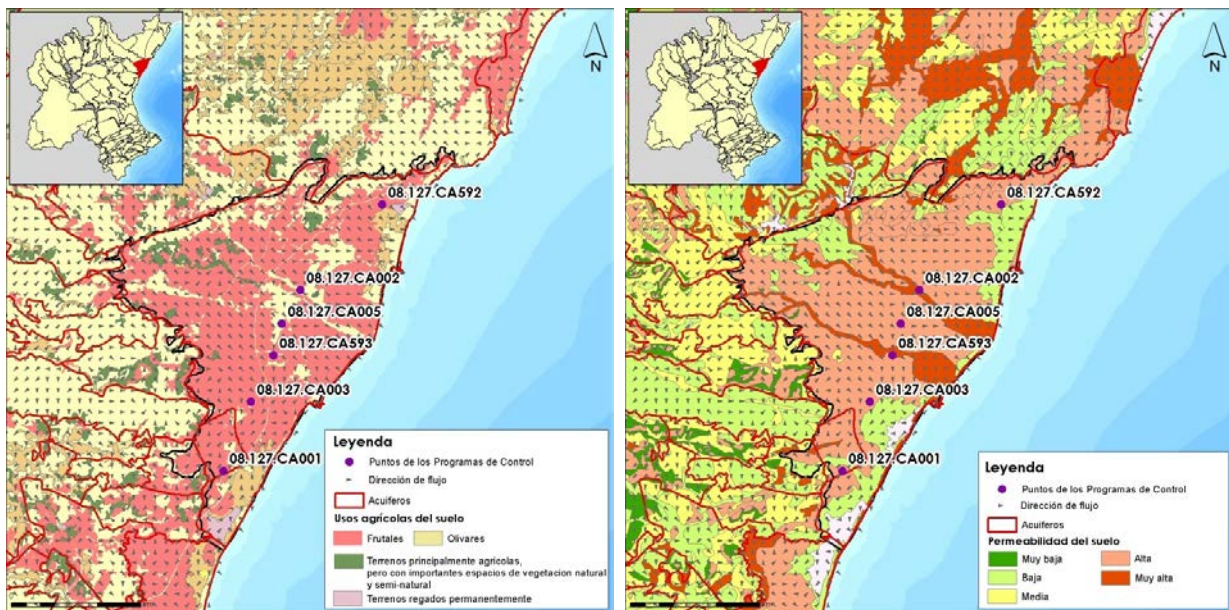 N
08.127.CA592
08.127.CA002
08.127.CA005
08.127.CA593
08.127.CA003
08.127.CA001
Leyenda
Puntos de los Programas de Control
Dirección de flujo
Acuiferos
Usos agrícolas del suelo
Frutales
Olivares
Terrenos principalmente agrícolas,
pero con importantes espacios de vegetacion natural
y semi-natural
Terrenos regados permanentemente
N
08.127.CA592
08.127.CA002
08.127.CA005
08.127.CA593
08.127.CA003
08.127.CA001
Leyenda
Puntos de los Programas de Control
Dirección de flujo
Acuiferos
Permeabilidad del suelo
Muy baja
Alta
Baja
Muy alta
Media